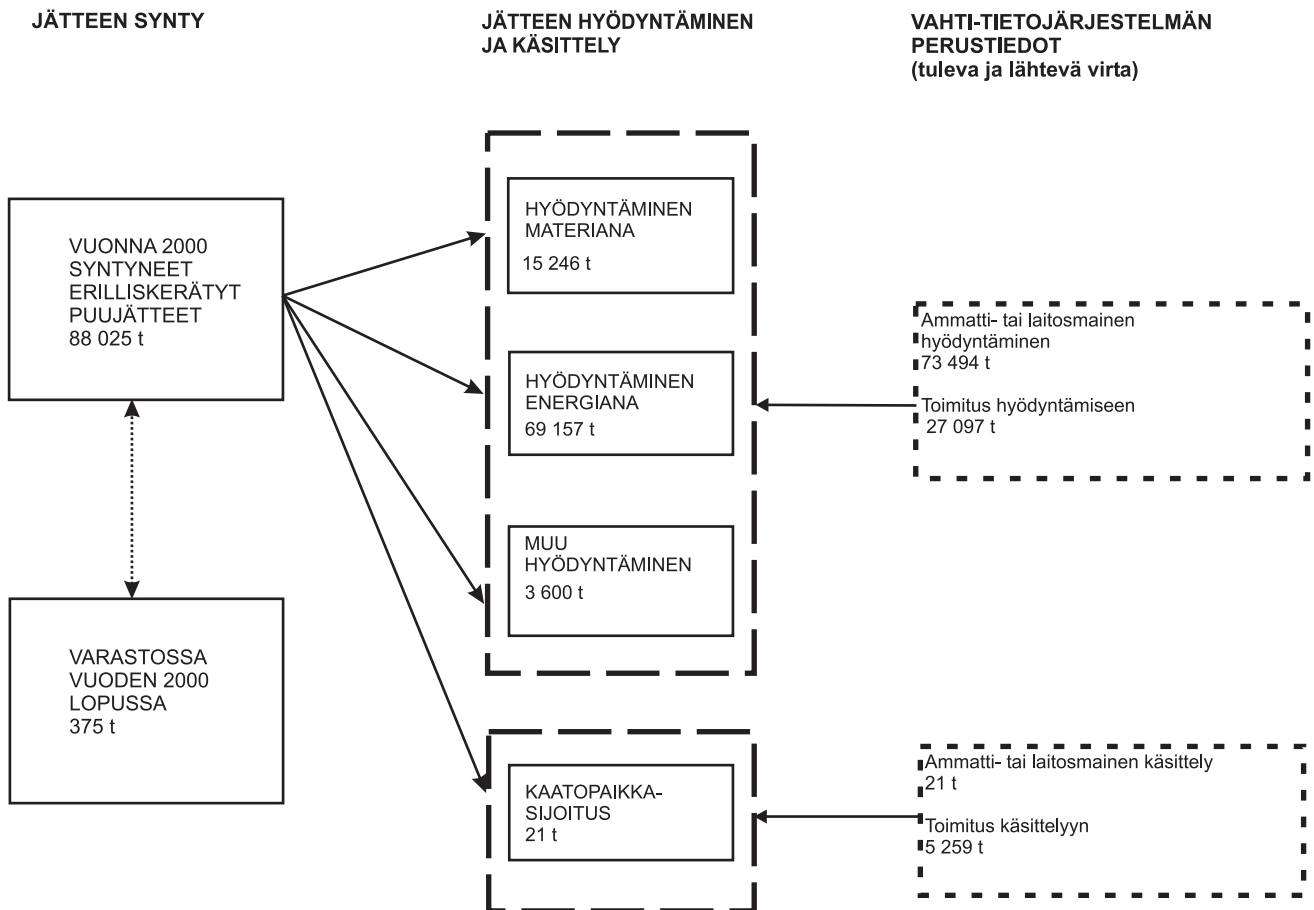 JÄTTEEN SYNTY
JÄTTEEN HYÖDYNTÄMINEN
JA KÄSITTELY
VAHTI-TIETOJÄRJESTELMÄN
PERUSTIEDOT
(tuleva ja lähtevä virta)
VUONNA 2000
SYNTYNEET
ERILLISKERÄTYT
PUUJÄTTEET
88 025 t
VARASTOSSA
VUODEN 2000
LOPUSSA
375 t
HYÖDYNTÄMINEN
MATERIANA
15 246 t
HYÖDYNTÄMINEN
ENERGIANA
69 157 t
MUU
HYÖDYNTÄMINEN
3 600 t
KAATOPAIKKA-
SIJOITUS
21 t
Ammatti- tai laitosmainen
hyödyntäminen
73 494 t
Toimitus hyödyntämiseen
27 097 t
Ammatti- tai laitosmainen käsittely
21 t
Toimitus käsittelyyn
5 259 t